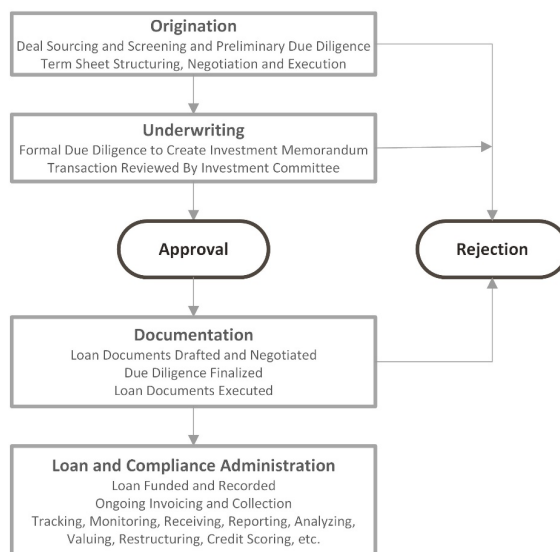 Origination
Deal Sourcing and Screening and Preliminary Due Diligence
Term Sheet Structuring, Negotiation and Execution
Underwriting
Formal Due Diligence to Create Investment Memorandum
Transaction Reviewed By Investment Committee
Approval
Rejection
Documentation
Loan Documents Drafted and Negotiated
Due Diligence Finalized
Loan Documents Executed
Loan and Compliance Administration
Loan Funded and Recorded
Ongoing Invoicing and Collection
Tracking, Monitoring, Receiving, Reporting, Analyzing,
Valuing, Restructuring, Credit Scoring, etc.